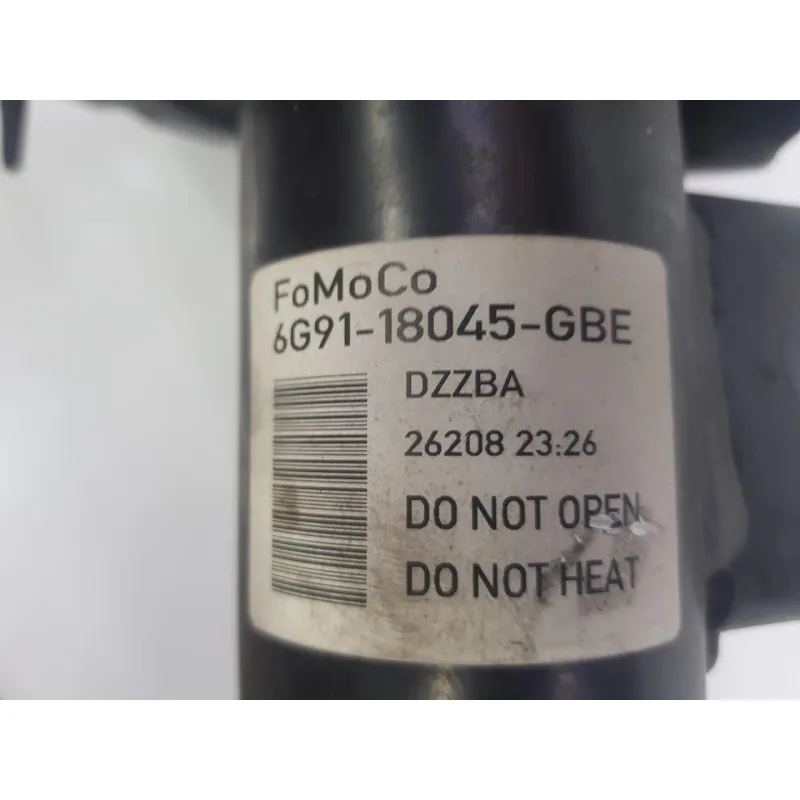 FoMoCo
6G91-18045-GBE
DZZBA
26208 23:26
DO NOT OPEN
DO NOT HEAT